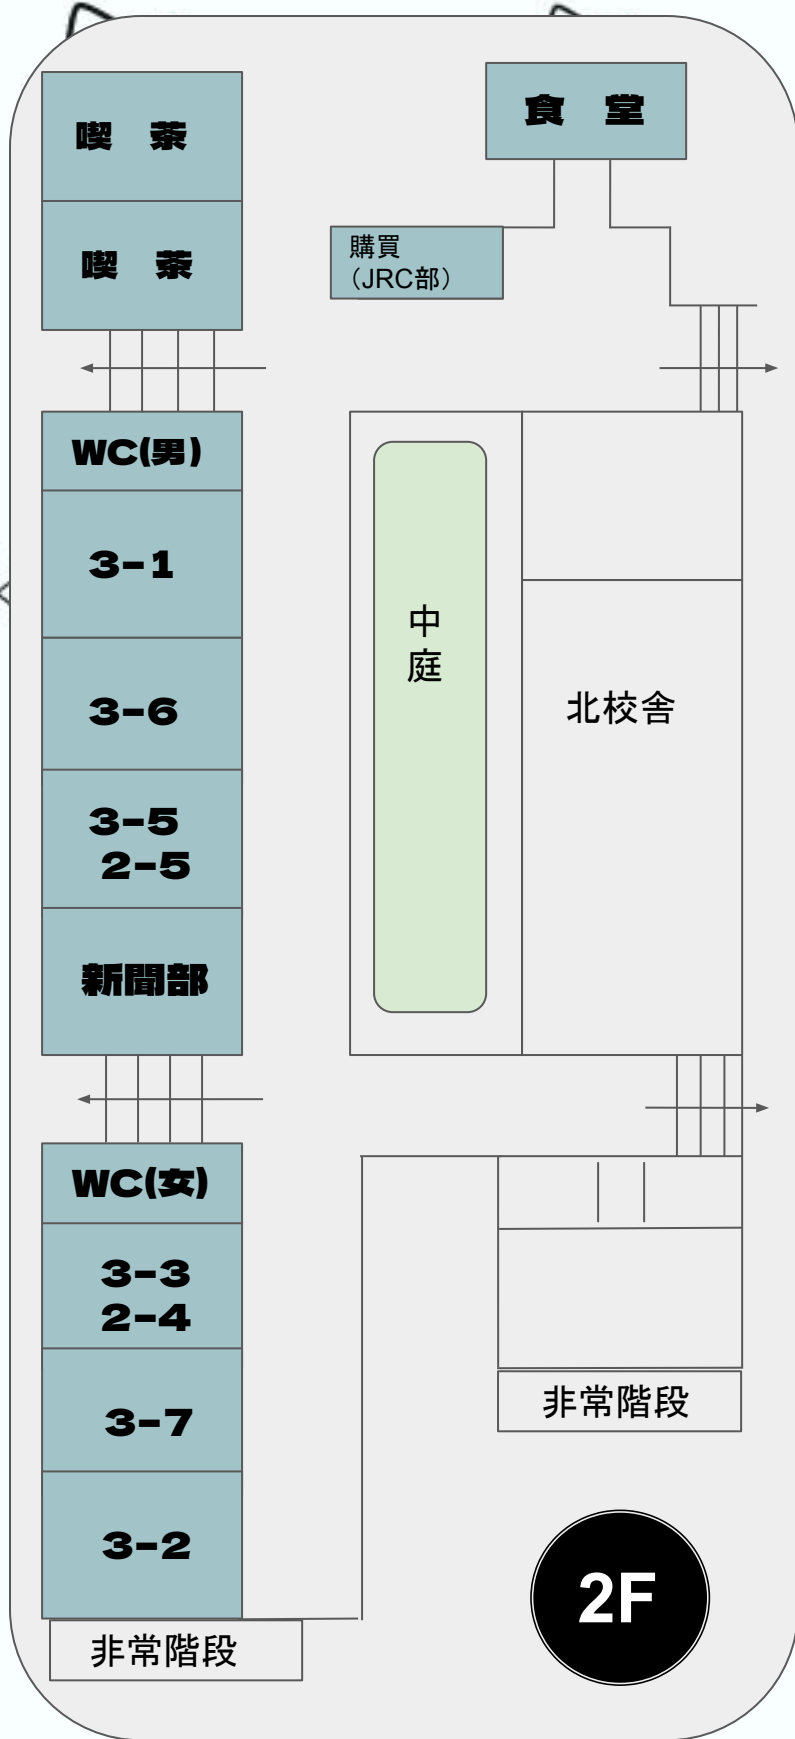 喫　茶
食　堂
喫　茶
購買
（JRC部）
WC(男)
3-1
中
庭
3-6
北校舎
3-5
2-5
新聞部
WC(女)
3-3
2-4
3-7
非常階段
3-2
2F
非常階段